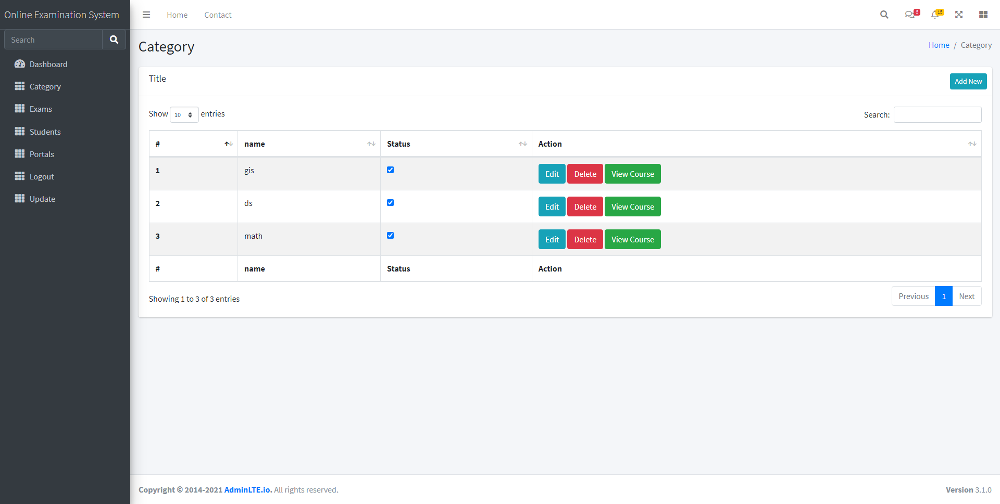 Online Examination System
Home
Contact
3
15
Search
Dashboard
Category
Exams
Students
Portals
Logout
Update
Category
Home / Category
Title
Add New
Show 10 entries
Search:
# name Status Action
1 gis Edit Delete View Course
2 ds Edit Delete View Course
3 math Edit Delete View Course
# name Status Action
Showing 1 to 3 of 3 entries
Previous 1 Next
Copyright © 2014-2021 AdminLTE.io. All rights reserved.
Version 3.1.0